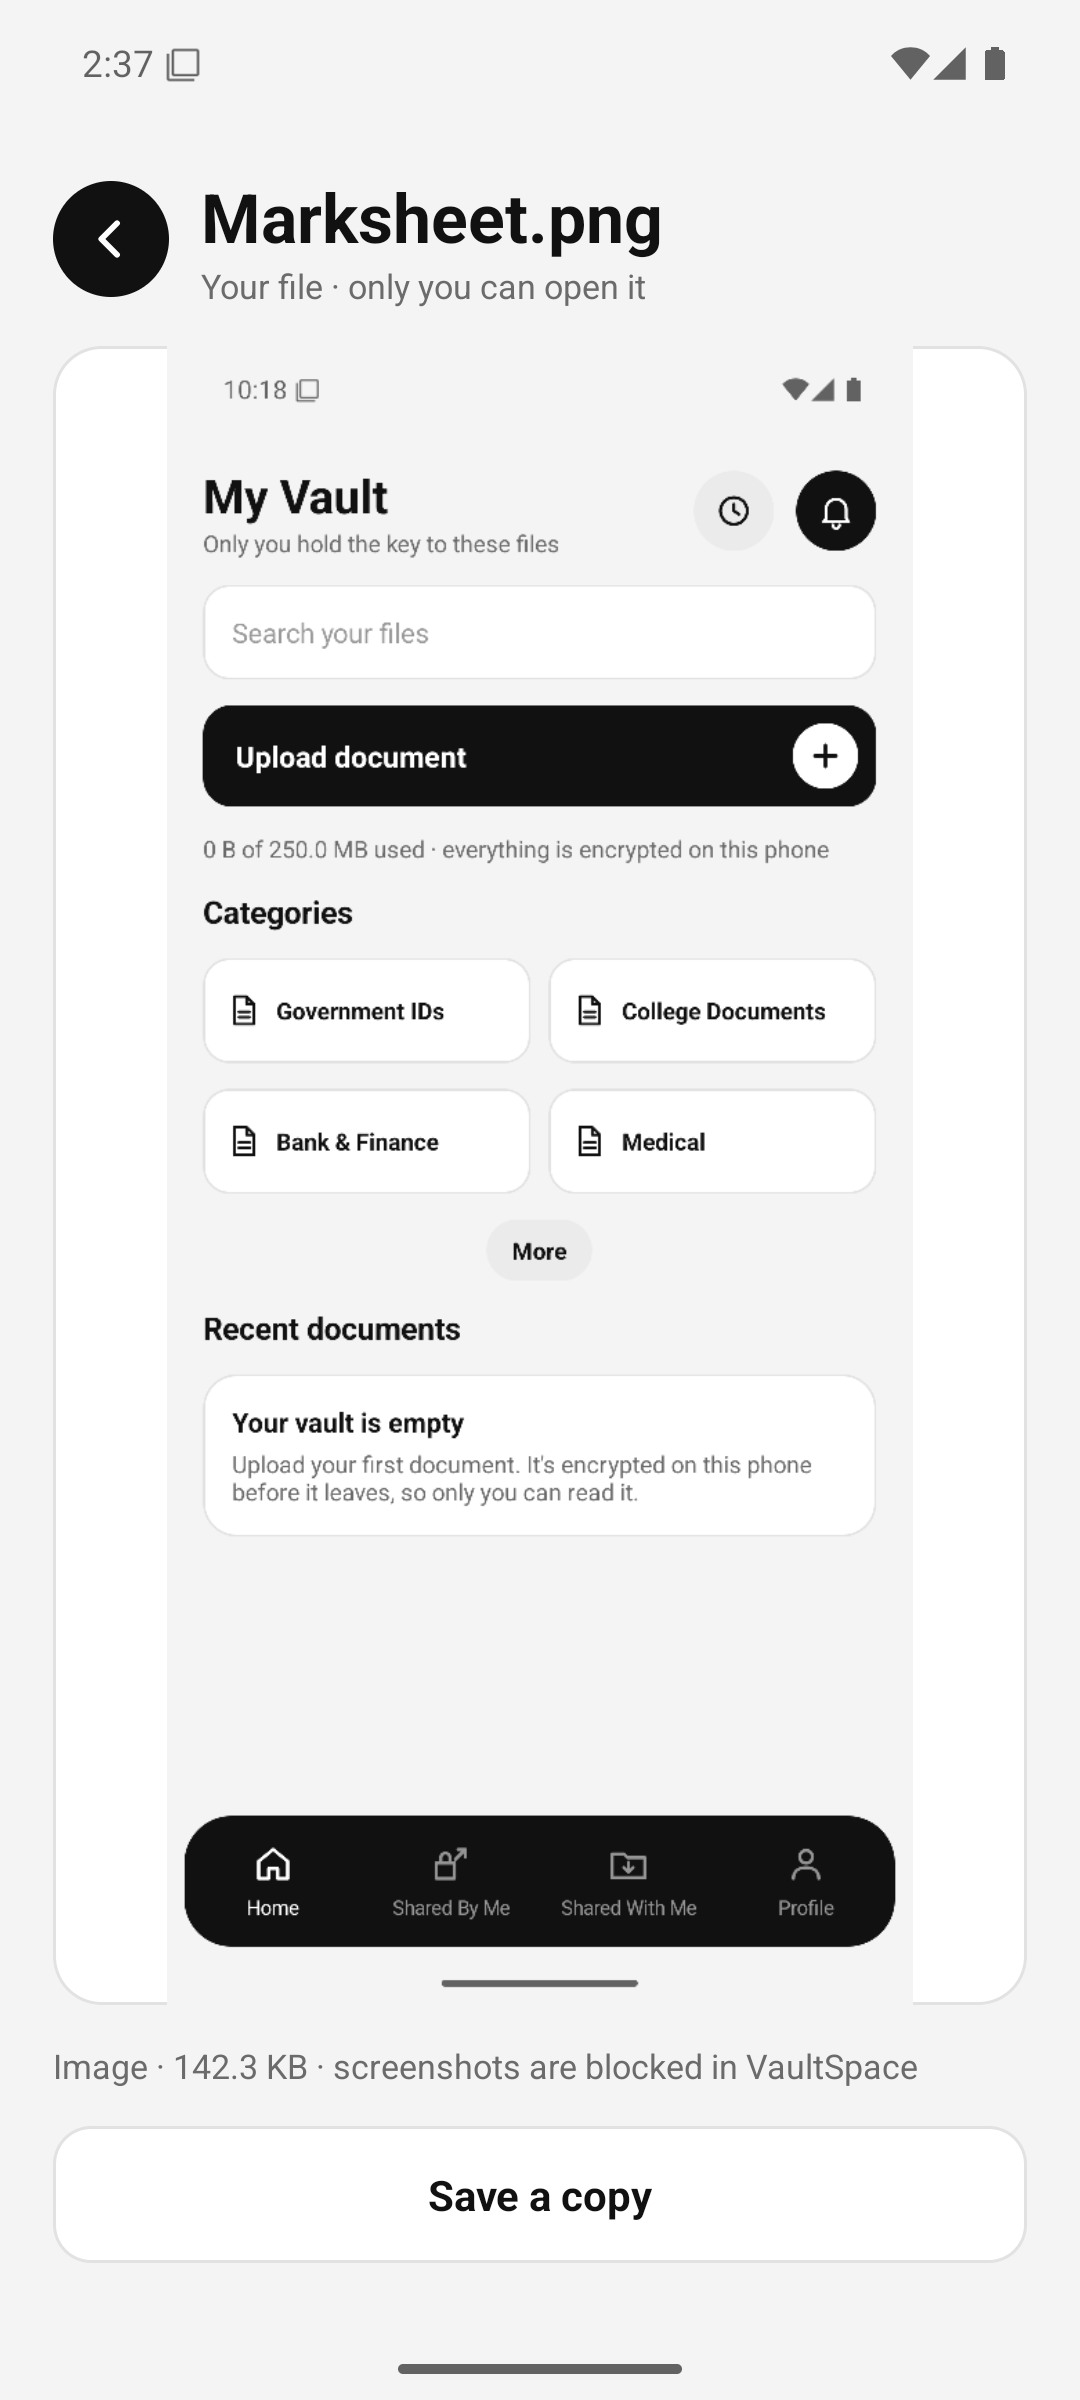 2:37
Marksheet.png
Your file · only you can open it
10:18
My Vault
Only you hold the key to these files
Search your files
Upload document
0 B of 250.0 MB used · everything is encrypted on this phone
Categories
Government IDs
College Documents
Bank & Finance
Medical
More
Recent documents
Your vault is empty
Upload your first document. It's encrypted on this phone
before it leaves, so only you can read it.
Home
Shared By Me
Shared With Me
Profile
Image · 142.3 KB · screenshots are blocked in VaultSpace
Save a copy